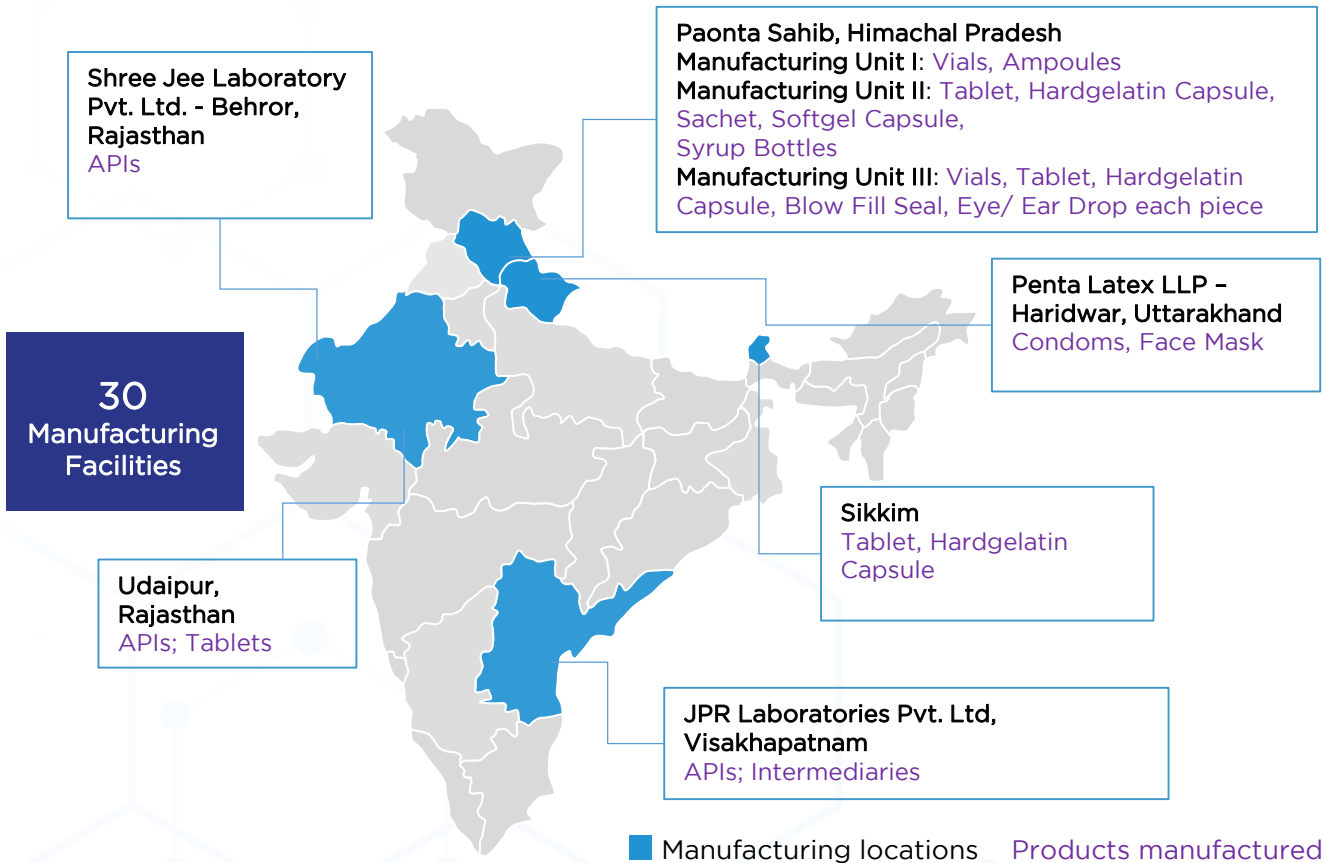 Shree Jee Laboratory
Pvt. Ltd. - Behror,
Rajasthan
APIs
Paonta Sahib, Himachal Pradesh
Manufacturing Unit I: Vials, Ampoules
Manufacturing Unit II: Tablet, Hardgelatin Capsule,
Sachet, Softgel Capsule,
Syrup Bottles
Manufacturing Unit III: Vials, Tablet, Hardgelatin
Capsule, Blow Fill Seal, Eye/ Ear Drop each piece
Penta Latex LLP –
Haridwar, Uttarakhand
Condoms, Face Mask
30
Manufacturing
Facilities
Sikkim
Tablet, Hardgelatin
Capsule
Udaipur,
Rajasthan
APIs; Tablets
JPR Laboratories Pvt. Ltd,
Visakhapatnam
APIs; Intermediaries
Manufacturing locations
Products manufactured